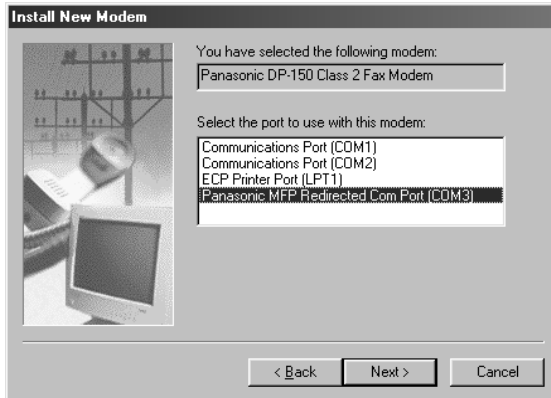 Install New Modem
You have selected the following modem:
Panasonic DP-150 Class 2 Fax Modem
Select the port to use with this modem:
Communications Port (COM1)
Communications Port (COM2)
ECP Printer Port (LPT1)
Panasonic MFP Redirected Com Port (COM3)
< Back
Next >
Cancel